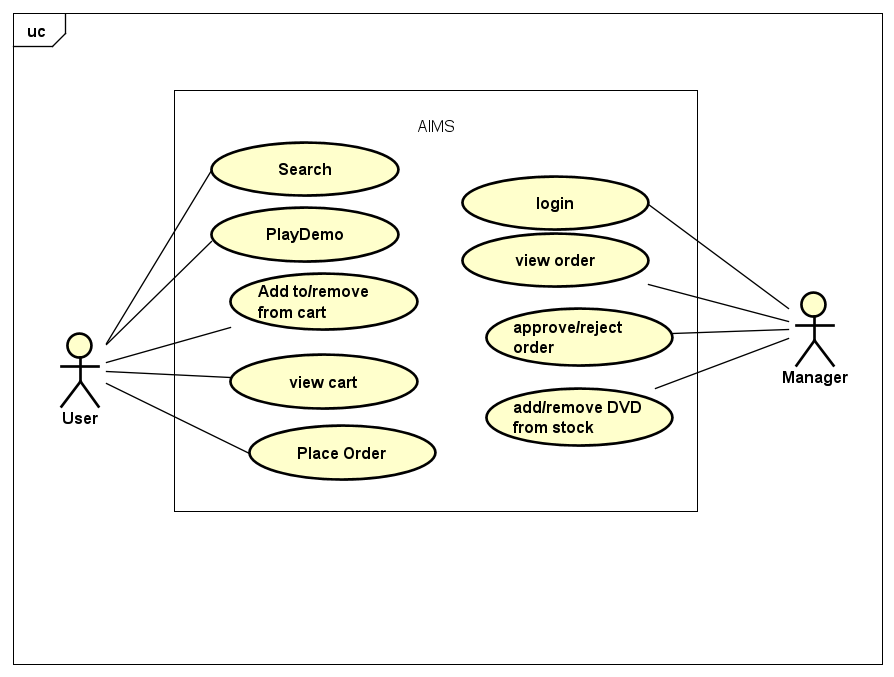 uc
AIMS
Search
PlayDemo
Add to/remove
from cart
view cart
Place Order
login
view order
approve/reject
order
add/remove DVD
from stock
User
Manager